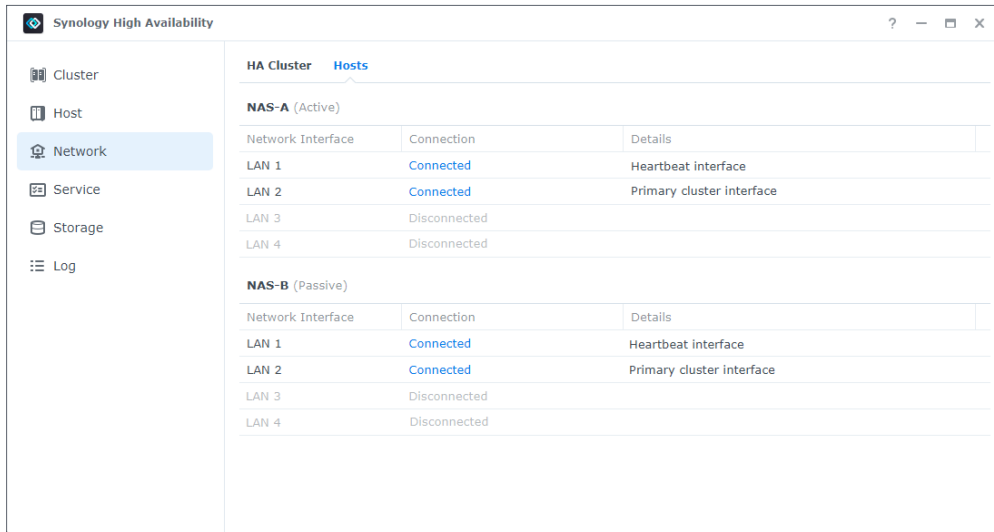 Synology High Availability
?
Cluster
Host
Network
Service
Storage
Log
HA Cluster Hosts
NAS-A (Active)
Network Interface Connection Details
LAN 1 Connected Heartbeat interface
LAN 2 Connected Primary cluster interface
LAN 3 Disconnected
LAN 4 Disconnected
NAS-B (Passive)
Network Interface Connection Details
LAN 1 Connected Heartbeat interface
LAN 2 Connected Primary cluster interface
LAN 3 Disconnected
LAN 4 Disconnected